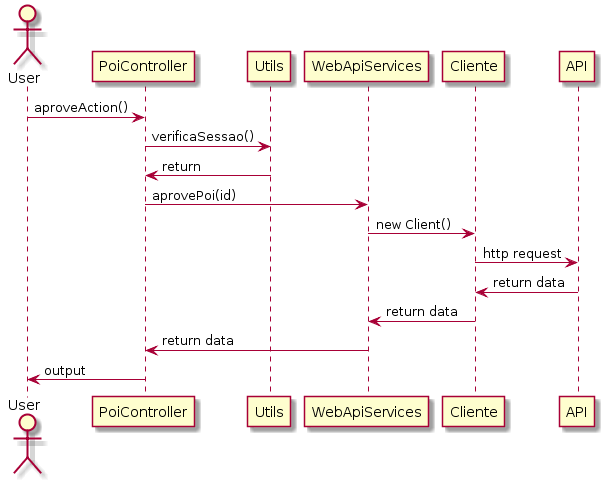 User
PoiController
Utils
WebApiServices
Cliente
API
aproveAction()
verificaSessao()
return
aprovePoi(id)
new Client()
http request
return data
return data
return data
output
User
PoiController
Utils
WebApiServices
Cliente
API